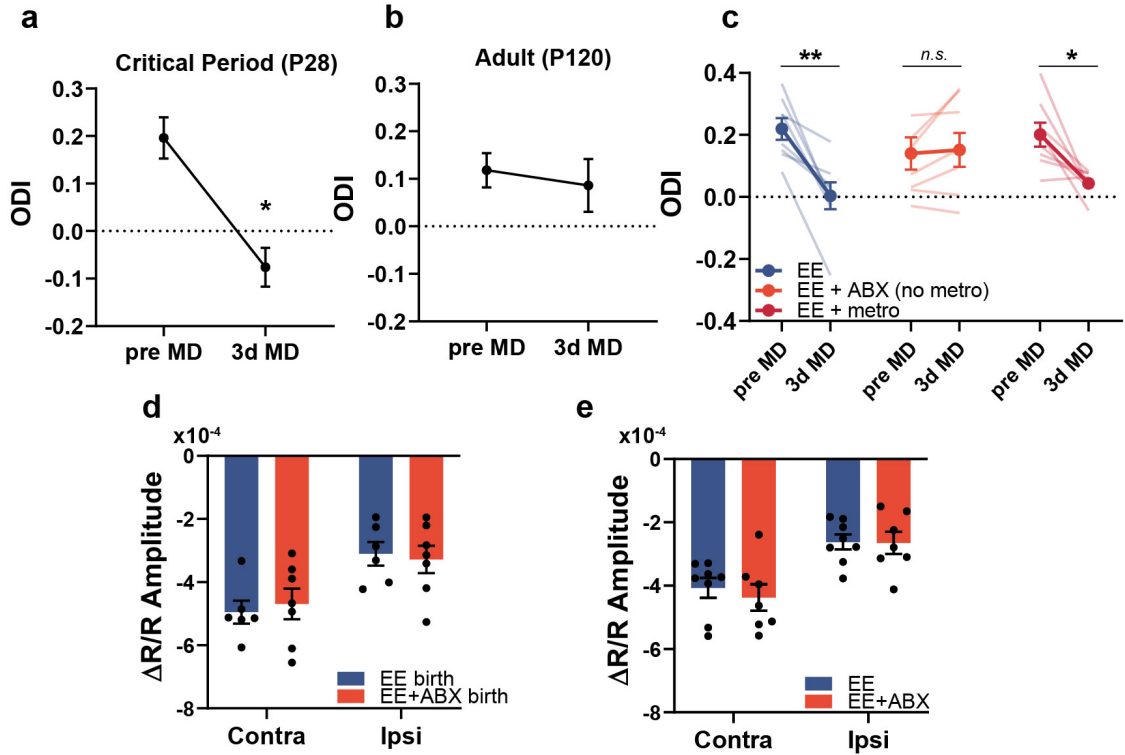 a
Critical Period (P28)
ODI
0.3
0.2
0.1
0.0
-0.1
-0.2
*
pre MD
3d MD
b
Adult (P120)
ODI
0.3
0.2
0.1
0.0
-0.1
-0.2
pre MD
3d MD
c
ODI
0.4
0.2
0.0
-0.2
-0.4
**
n.s.
*
EE
EE + ABX (no metro)
EE + metro
pre MD
3d MD
pre MD
3d MD
pre MD
3d MD
d
x10-4
ΔR/R Amplitude
0
-2
-4
-6
-8
EE birth
EE+ABX birth
Contra
Ipsi
e
x10-4
ΔR/R Amplitude
0
-2
-4
-6
-8
EE
EE+ABX
Contra
Ipsi